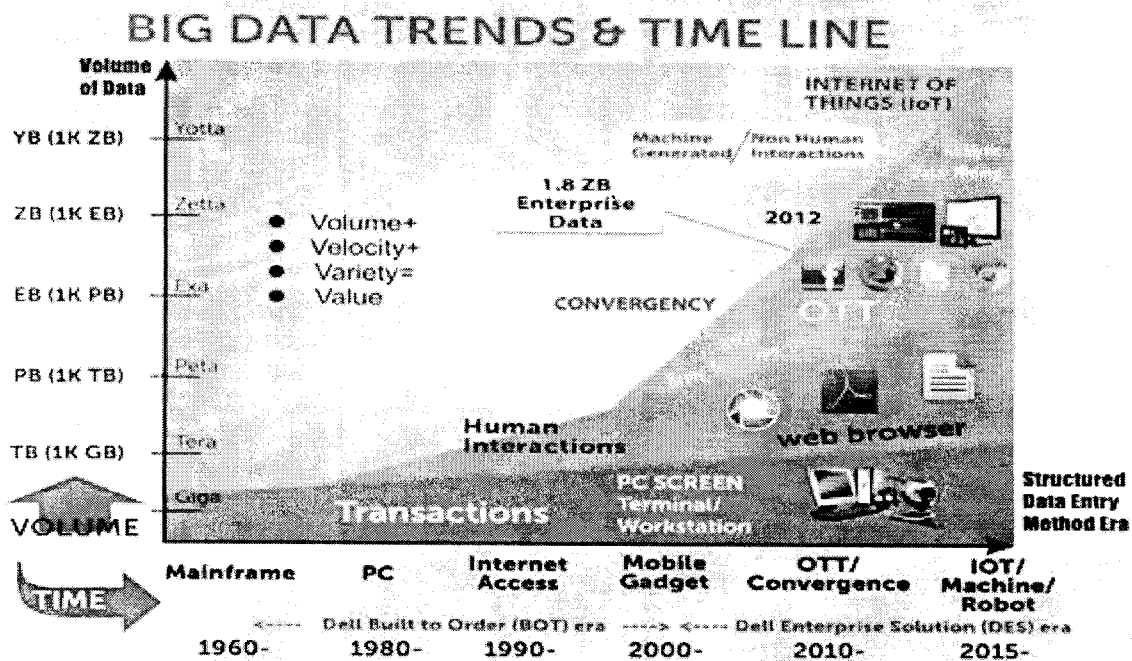 BIG DATA TRENDS & TIME LINE
Volume
of Data
YB (1K ZB)
Yotta
ZB (1K EB)
Zetta
EB (1K PB)
Exa
PB (1K TB)
Peta
TB (1K GB)
Tera
Giga
VOLUME
TIME
● Volume+
● Velocity+
● Variety=
● Value
INTERNET OF
THINGS (IoT)
Machine
Generated/
Non Human
Interactions
1.8 ZB
Enterprise
Data
2012
CONVERGENCY
OTT
Human
Interactions
web browser
Transactions
PC SCREEN
Terminal/
Workstation
Structured
Data Entry
Method Era
Mainframe
PC
Internet
Access
Mobile
Gadget
OTT/
Convergence
IOT/
Machine/
Robot
<---- Dell Built to Order (BOT) era ----> <---- Dell Enterprise Solution (DES) era
1960-
1980-
1990-
2000-
2010-
2015-